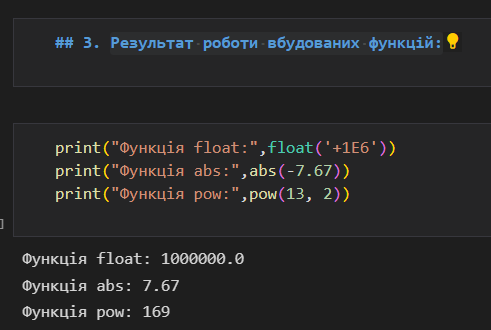 ## 3. Результат роботи вбудованих функцій:
print("Функція float:",float('+1E6'))
print("Функція abs:",abs(-7.67))
print("Функція pow:",pow(13, 2))
]
Функція float: 1000000.0
Функція abs: 7.67
Функція pow: 169